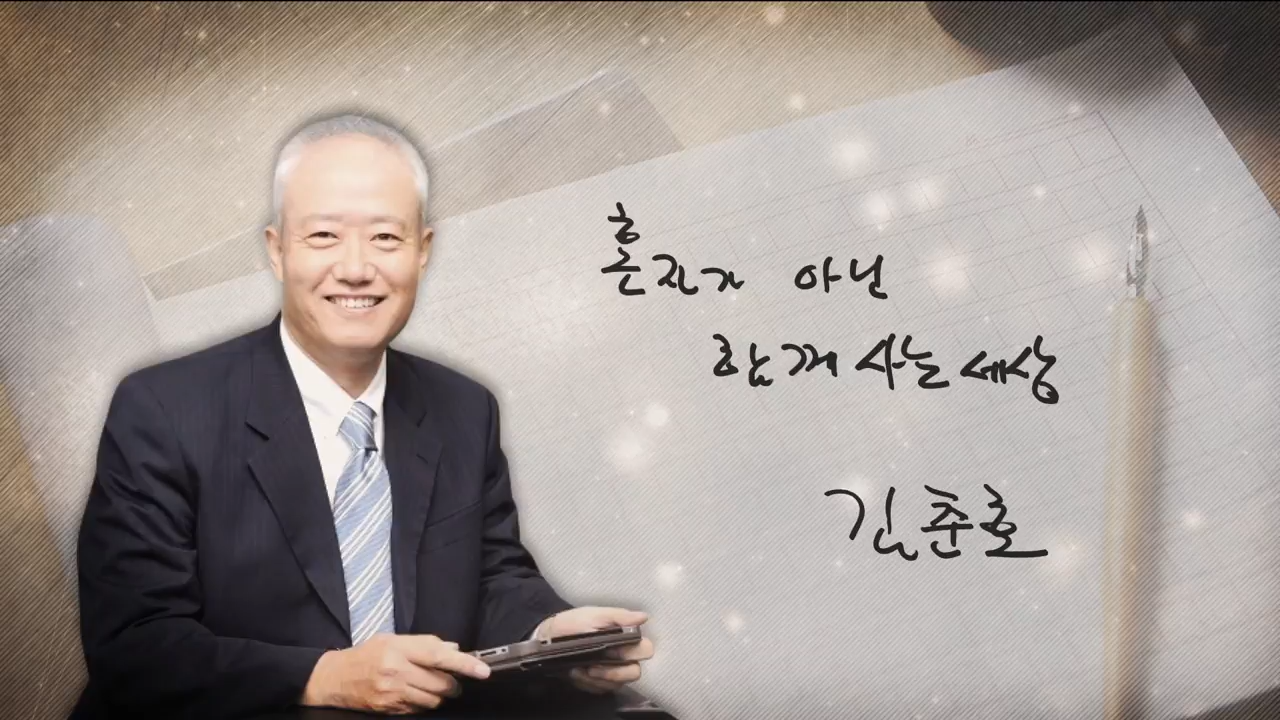 혼자가 아닌
함께 사는 세상
김춘호